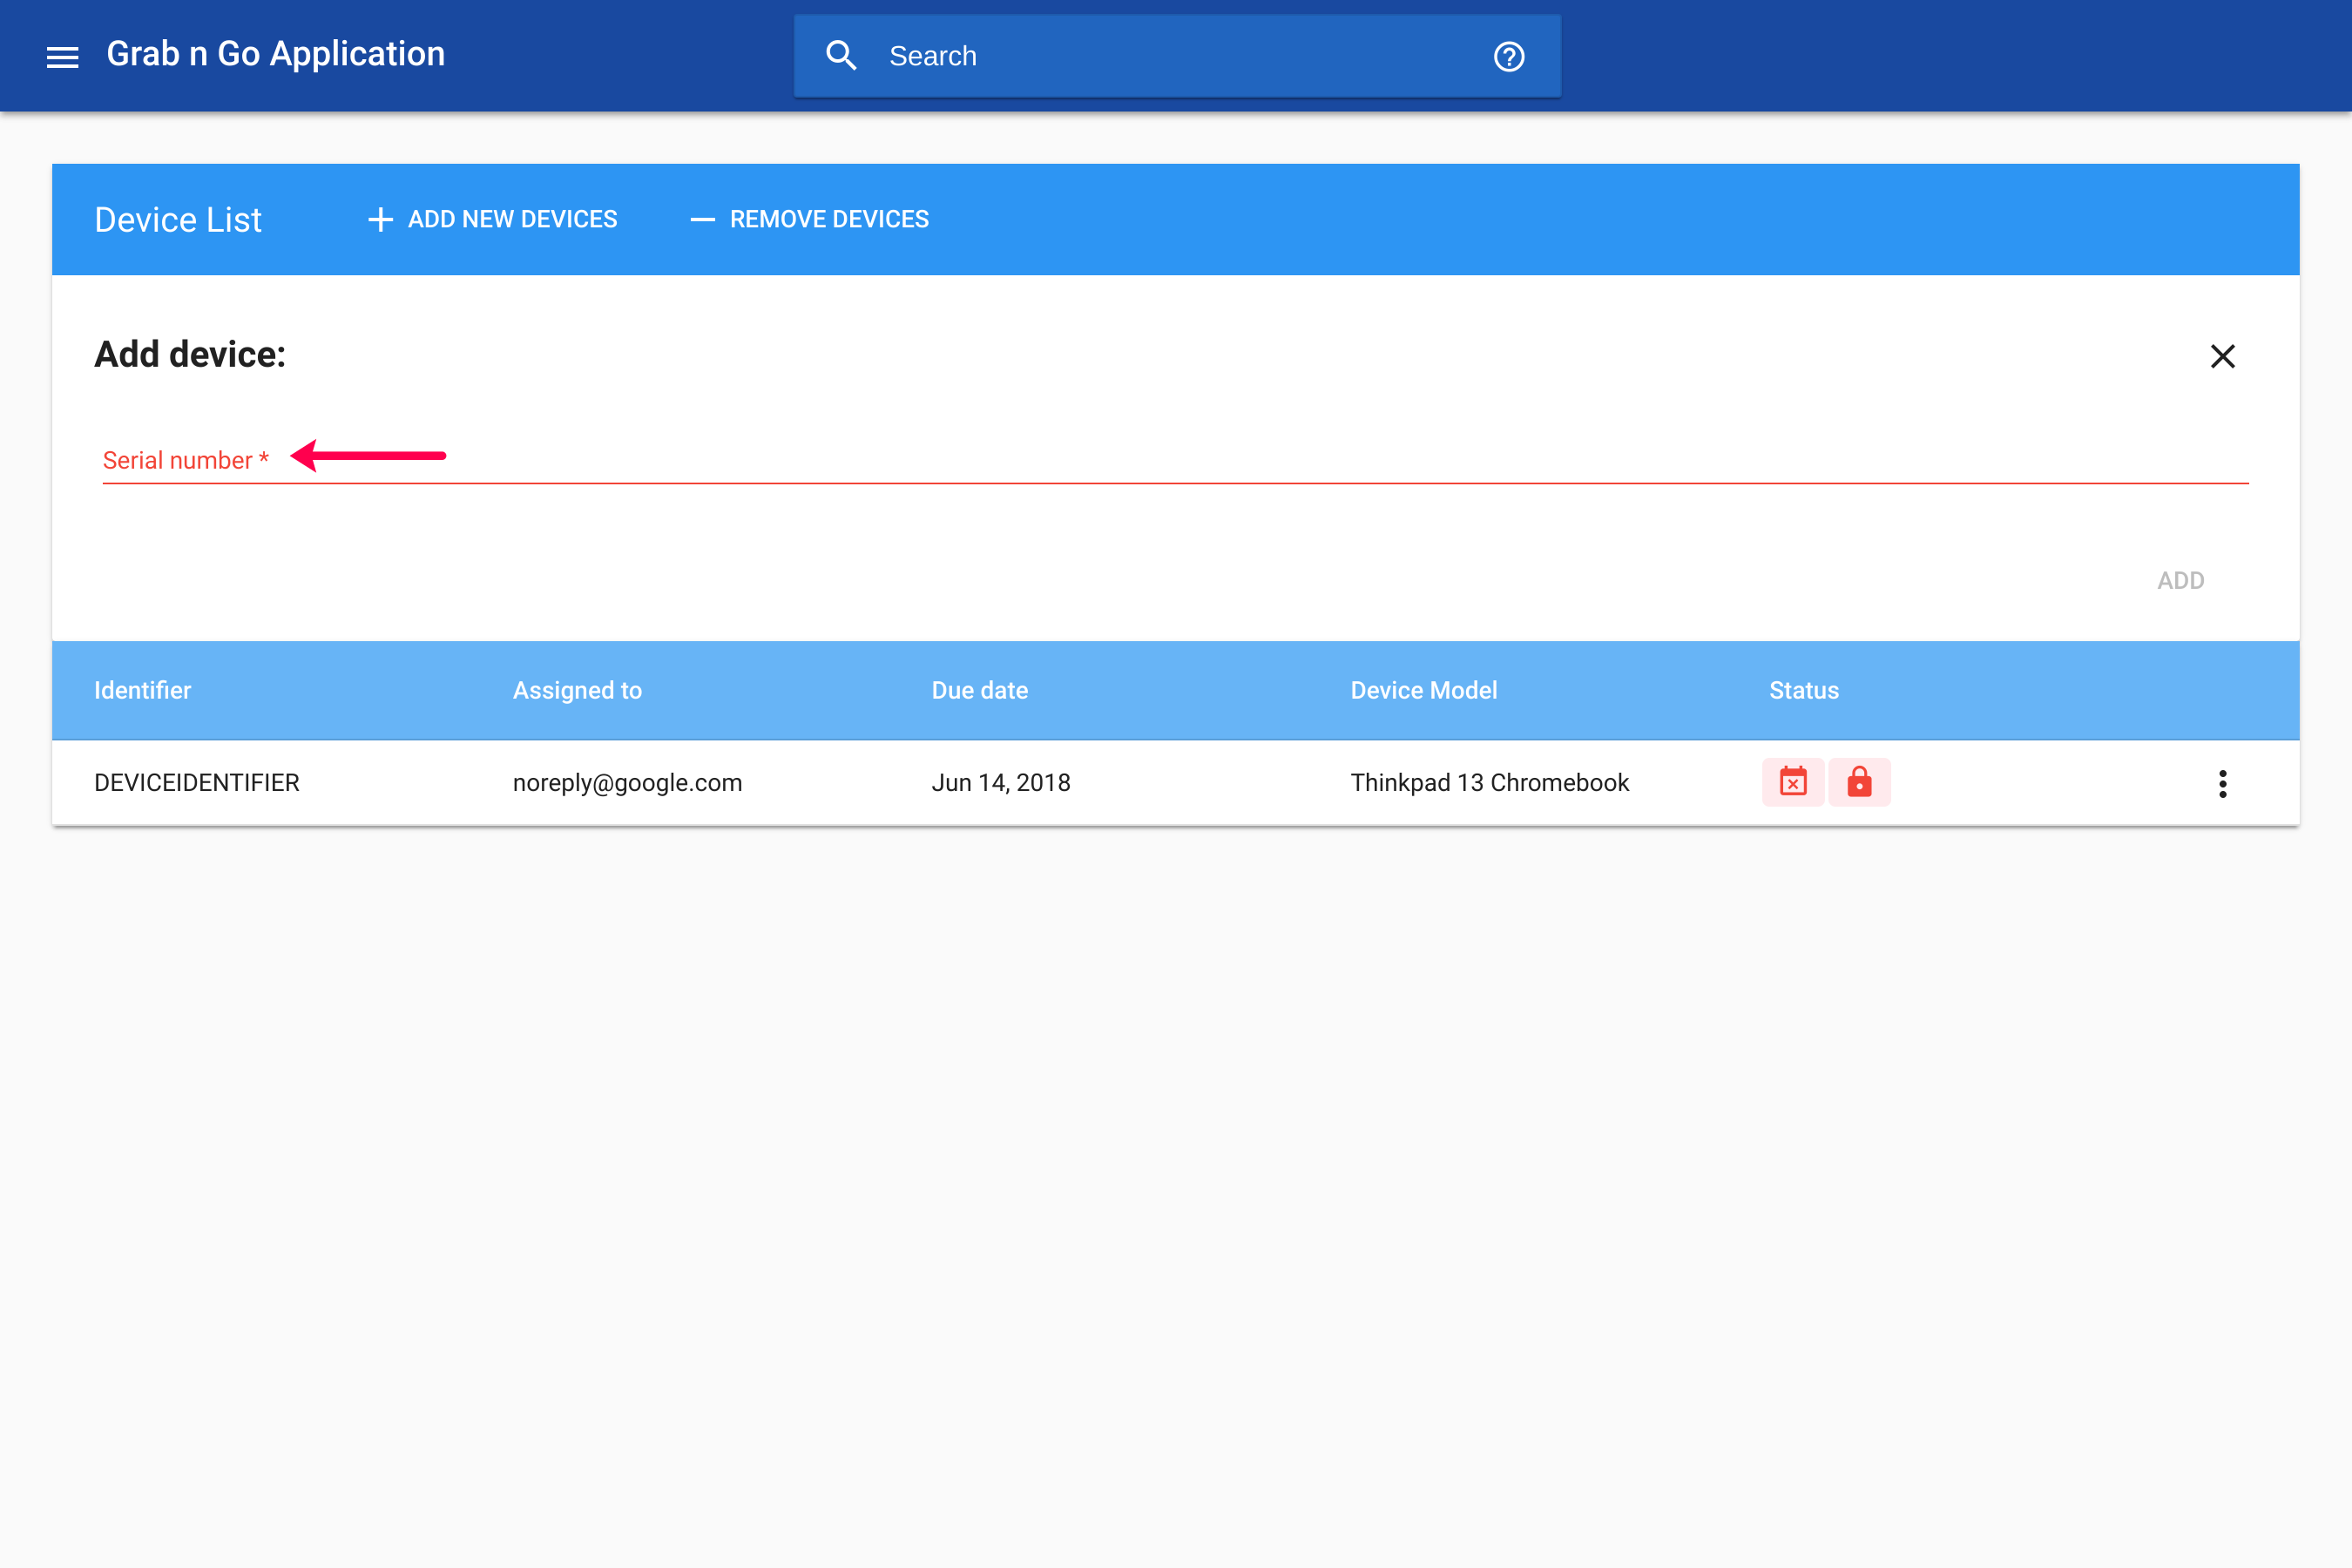 Grab n Go Application
Search
Device List
ADD NEW DEVICES
REMOVE DEVICES
Add device:
Serial number *
ADD
Identifier Assigned to Due date Device Model Status
DEVICEIDENTIFIER noreply@google.com Jun 14, 2018 Thinkpad 13 Chromebook